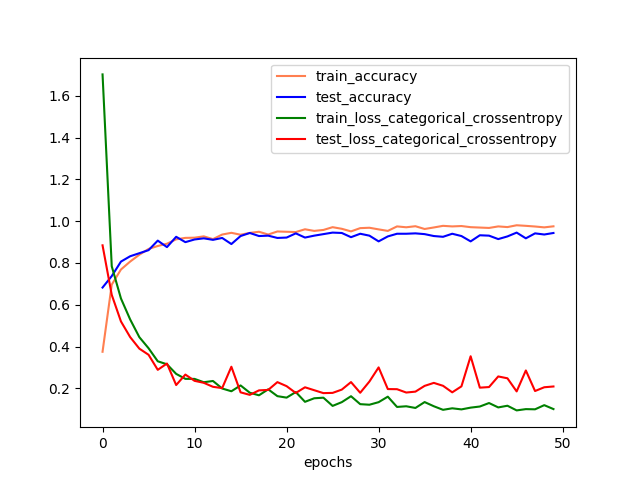 train_accuracy
test_accuracy
train_loss_categorical_crossentropy
test_loss_categorical_crossentropy
1.6
1.4
1.2
1.0
0.8
0.6
0.4
0.2
0 10 20 30 40 50
epochs